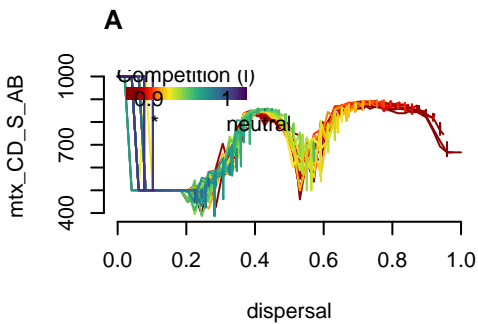 A
Competition (l)
0.9 1
*
neutral
mtx_CD_S_AB
1000
700
400
0.0 0.2 0.4 0.6 0.8 1.0
dispersal